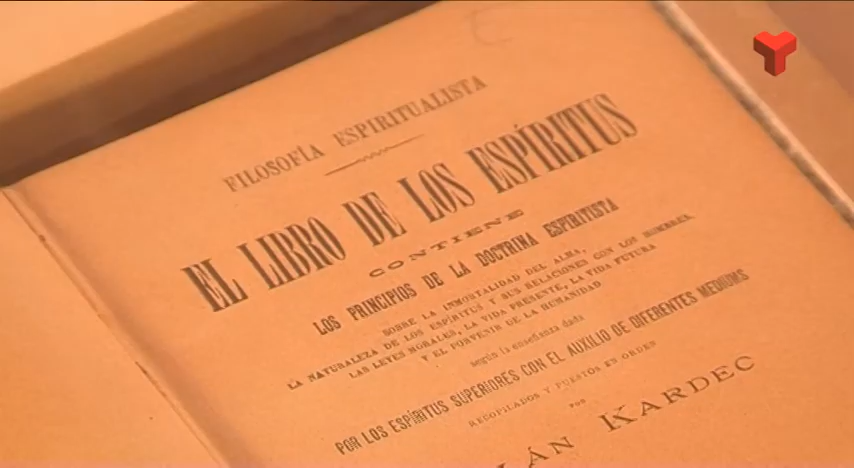 FILOSOFÍA ESPIRITUALISTA
EL LIBRO DE LOS ESPÍRITUS
CONTIENE
LOS PRINCIPIOS DE LA DOCTRINA ESPIRITISTA
SOBRE LA INMORTALIDAD DEL ALMA,
LA NATURALEZA DE LOS ESPÍRITUS Y SUS RELACIONES CON LOS HOMBRES,
LAS LEYES MORALES, LA VIDA PRESENTE, LA VIDA FUTURA
Y EL PORVENIR DE LA HUMANIDAD
según la enseñanza dada
POR LOS ESPÍRITUS SUPERIORES CON EL AUXILIO DE DIFERENTES MEDIUMS
RECOPILADOS Y PUESTOS EN ORDEN
POR
LÁN KARDEC